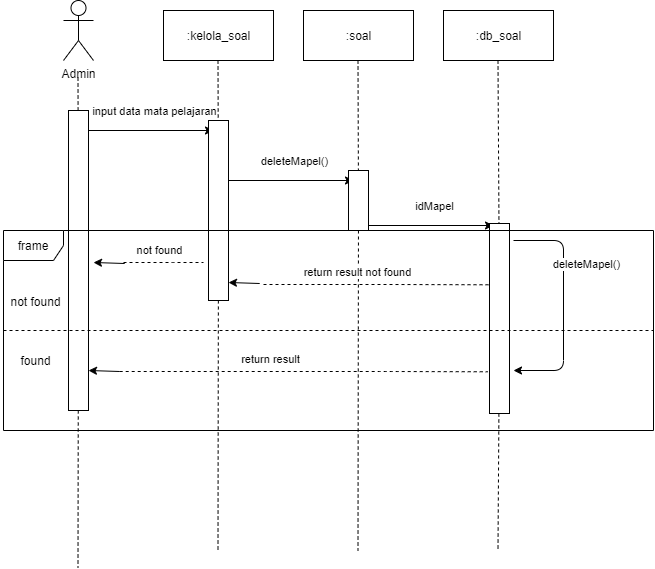 :kelola_soal
:soal
:db_soal
Admin
input data mata pelajaran
deleteMapel()
idMapel
frame
not found
deleteMapel()
return result not found
not found
found
return result